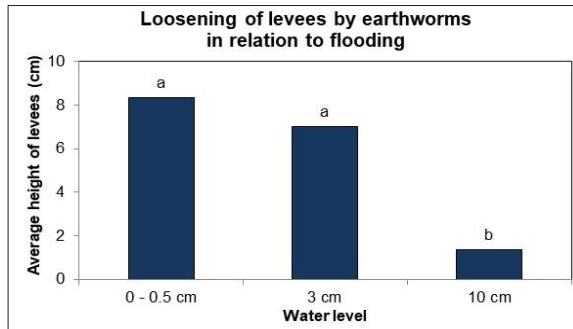 Loosening of levees by earthworms
in relation to flooding
Average height of levees (cm)
10
8
6
4
2
0
a
a
b
0 - 0.5 cm
3 cm
10 cm
Water level